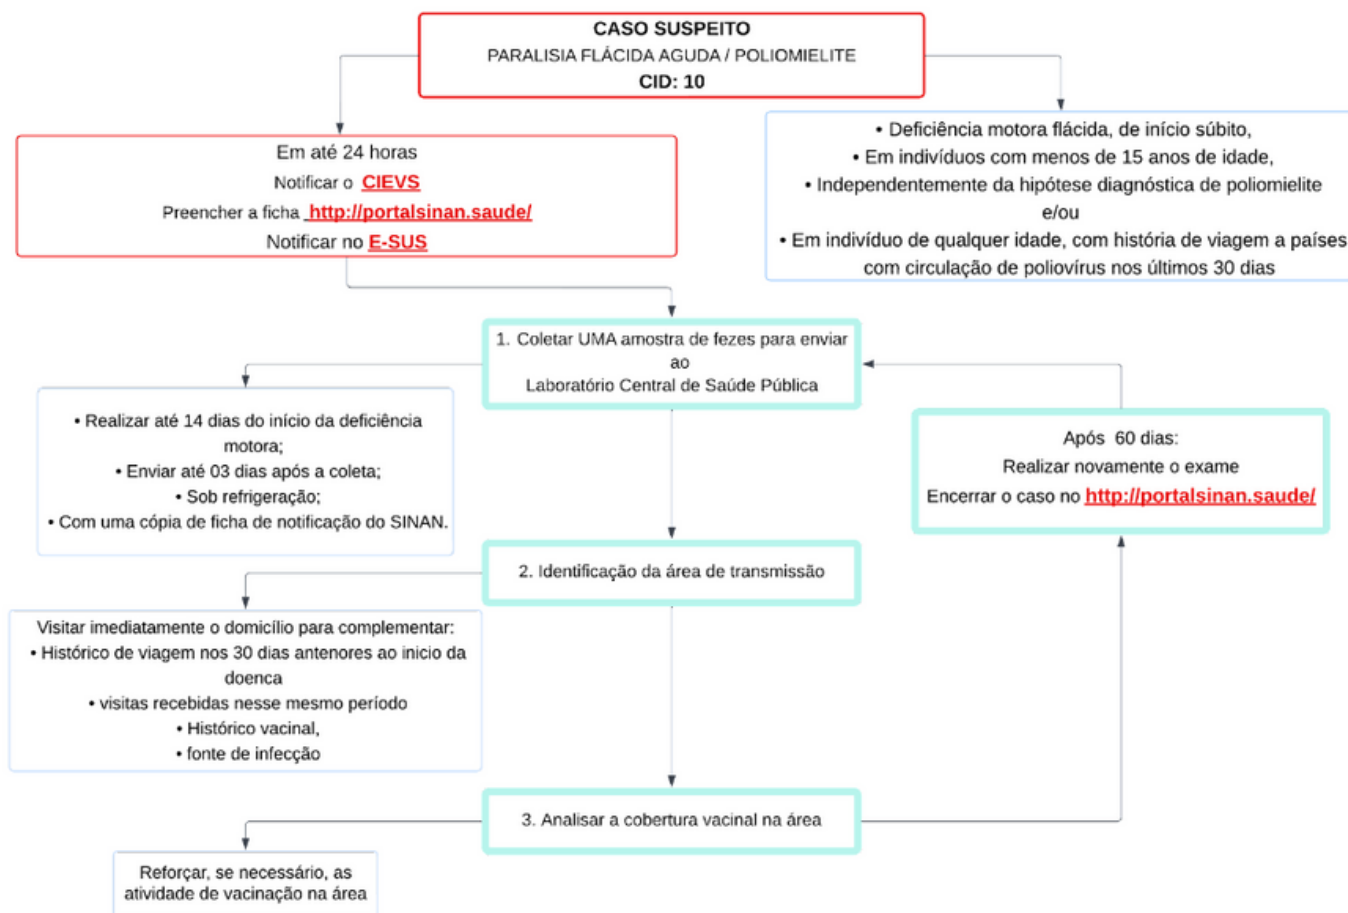 CASO SUSPEITO
PARALISIA FLÁCIDA AGUDA / POLIOMIELITE
CID: 10
Em até 24 horas
Notificar o CIEVS
Preencher a ficha http://portalsinan.saude/
Notificar no E-SUS
• Deficiência motora flácida, de início súbito,
• Em indivíduos com menos de 15 anos de idade,
• Independentemente da hipótese diagnóstica de poliomielite
e/ou
• Em indivíduo de qualquer idade, com história de viagem a países
com circulação de poliovírus nos últimos 30 dias
1. Coletar UMA amostra de fezes para enviar
ao
Laboratório Central de Saúde Pública
• Realizar até 14 dias do início da deficiência
motora;
• Enviar até 03 dias após a coleta;
• Sob refrigeração;
• Com uma cópia de ficha de notificação do SINAN.
Após 60 dias:
Realizar novamente o exame
Encerrar o caso no http://portalsinan.saude/
2. Identificação da área de transmissão
Visitar imediatamente o domicílio para complementar:
• Histórico de viagem nos 30 dias antenores ao inicio da
doenca
• visitas recebidas nesse mesmo período
• Histórico vacinal,
• fonte de infecção
3. Analisar a cobertura vacinal na área
Reforçar, se necessário, as
atividade de vacinação na área